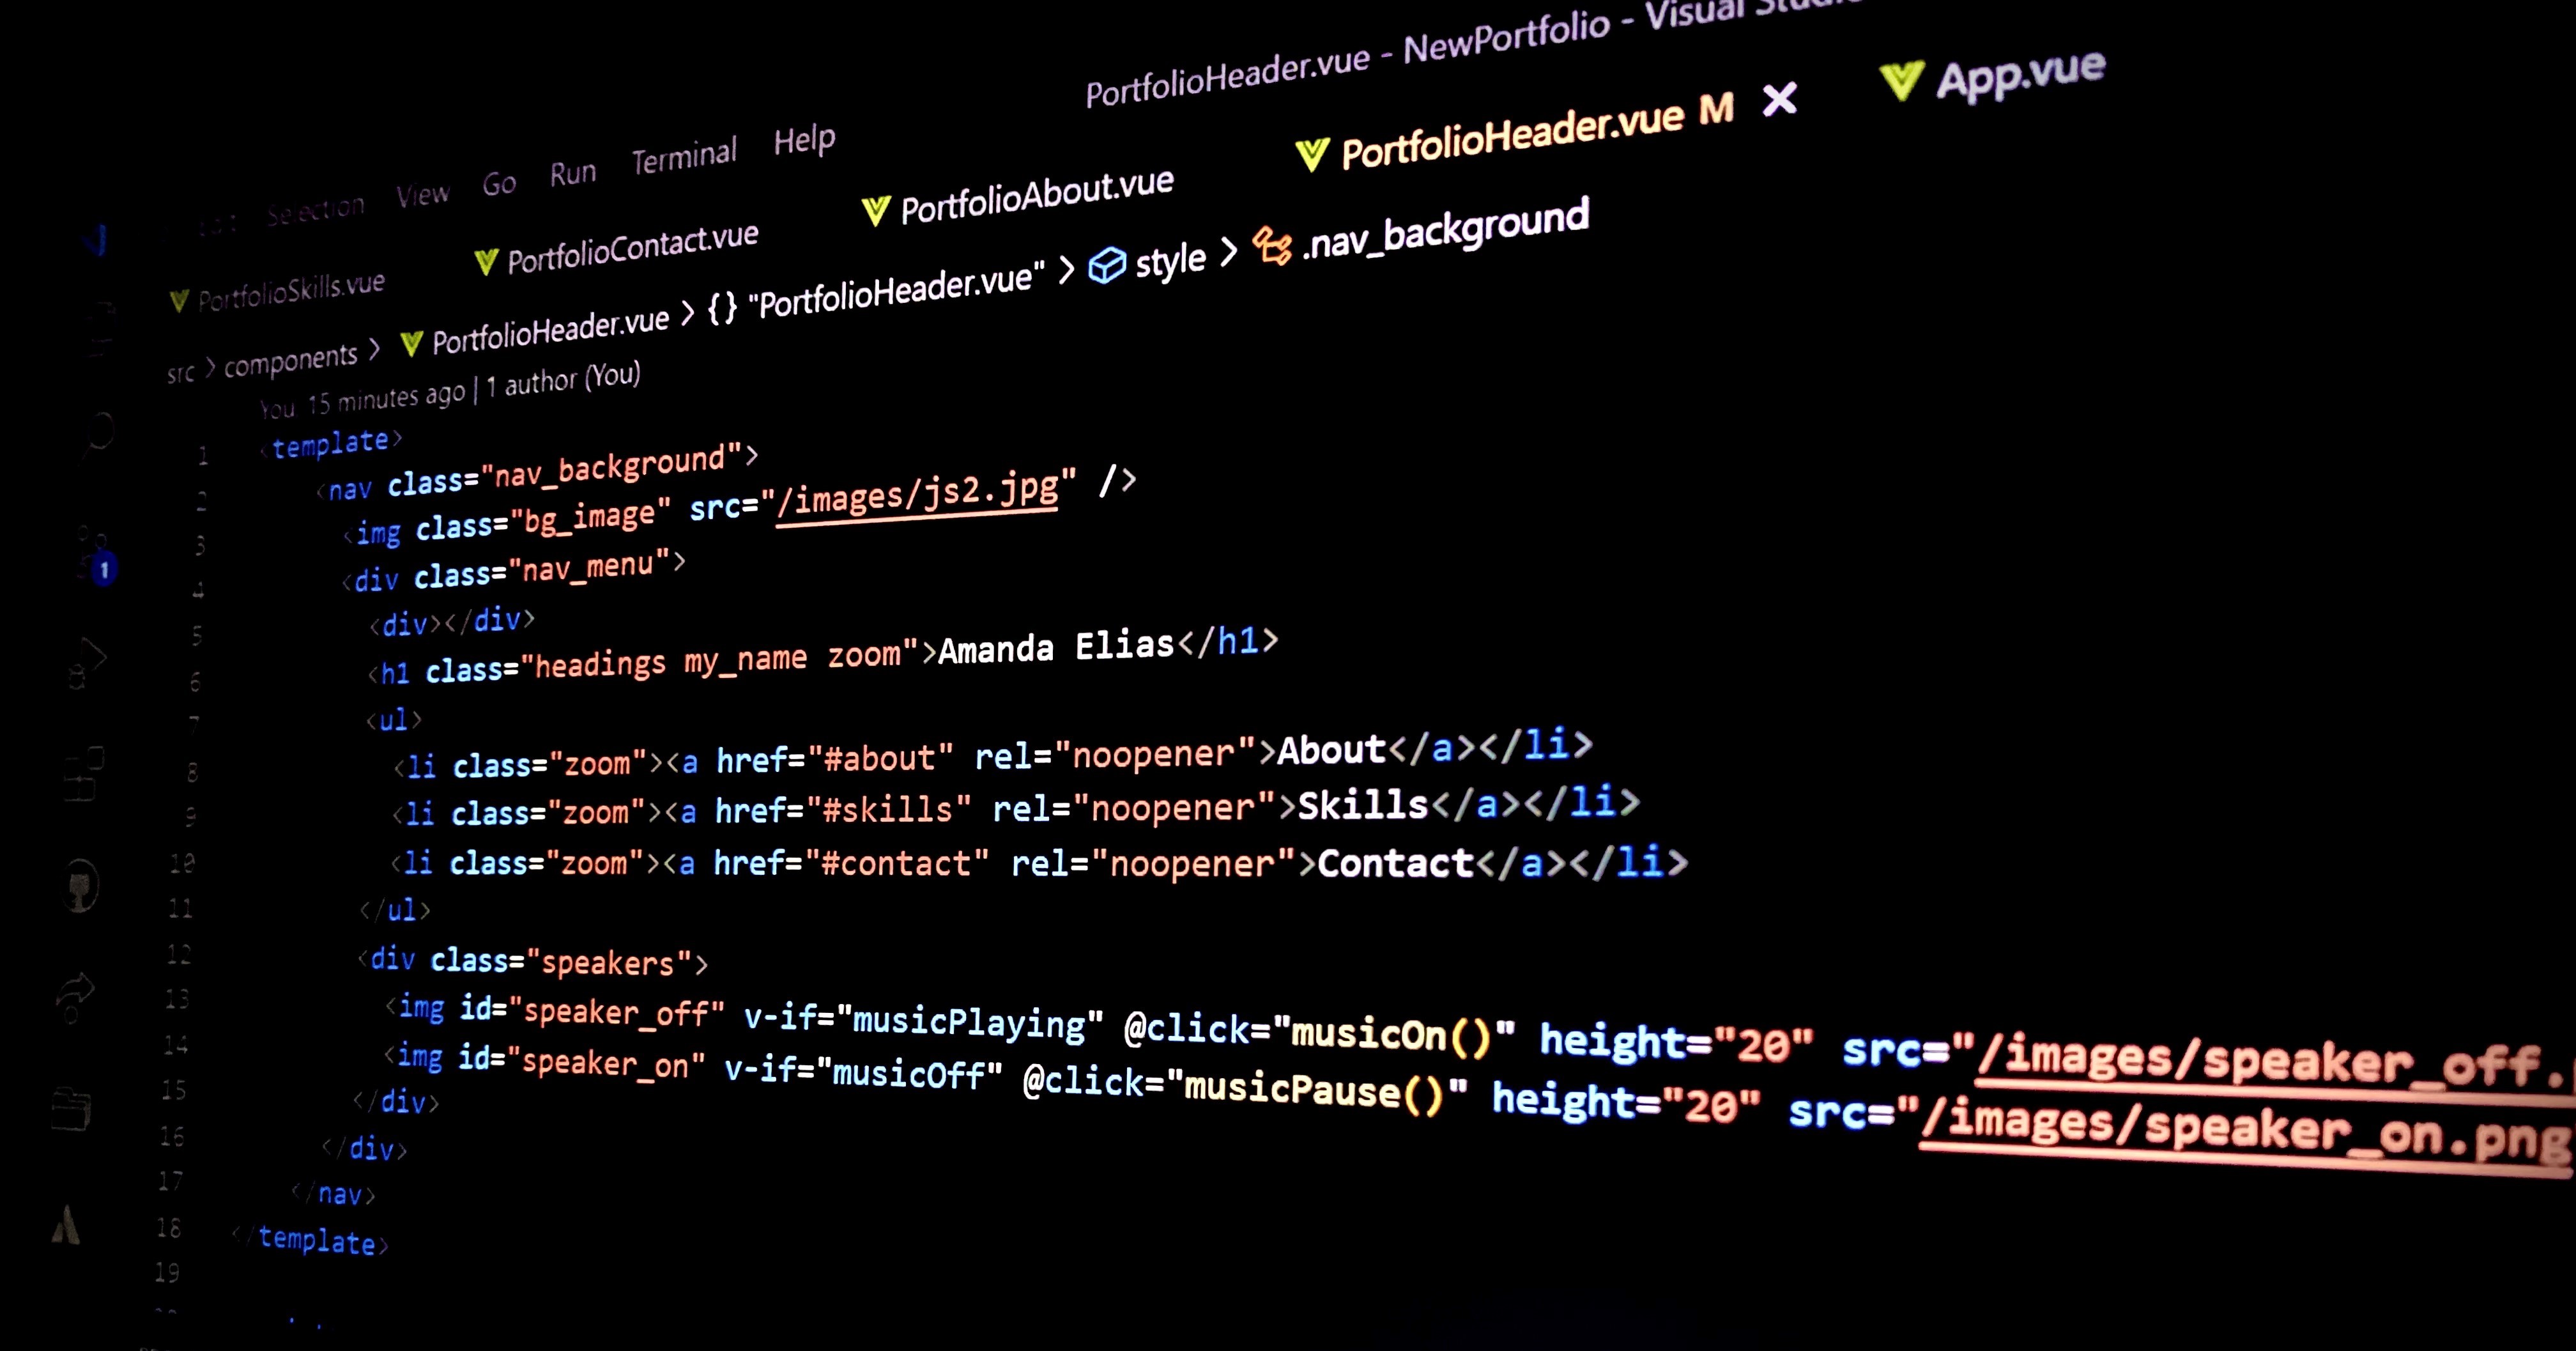 PortfolioHeader.vue - NewPortfolio - Visual
Selection View Go Run Terminal Help
PortfolioSkills.vue PortfolioContact.vue PortfolioAbout.vue PortfolioHeader.vue M App.vue
src > components > PortfolioHeader.vue > {} "PortfolioHeader.vue" > style > .nav_background
You, 15 minutes ago | 1 author (You)
1 <template>
2 <nav class="nav_background">
3 <img class="bg_image" src="/images/js2.jpg" />
4 <div class="nav_menu">
5 <div></div>
6 <h1 class="headings my_name zoom">Amanda Elias</h1>
7 <ul>
8 <li class="zoom"><a href="#about" rel="noopener">About</a></li>
9 <li class="zoom"><a href="#skills" rel="noopener">Skills</a></li>
10 <li class="zoom"><a href="#contact" rel="noopener">Contact</a></li>
11 </ul>
12 <div class="speakers">
13 <img id="speaker_off" v-if="musicPlaying" @click="musicOn()" height="20" src="/images/speaker_off.
14 <img id="speaker_on" v-if="musicOff" @click="musicPause()" height="20" src="/images/speaker_on.png
15 </div>
16 </div>
17 </nav>
18 </template>
19
1